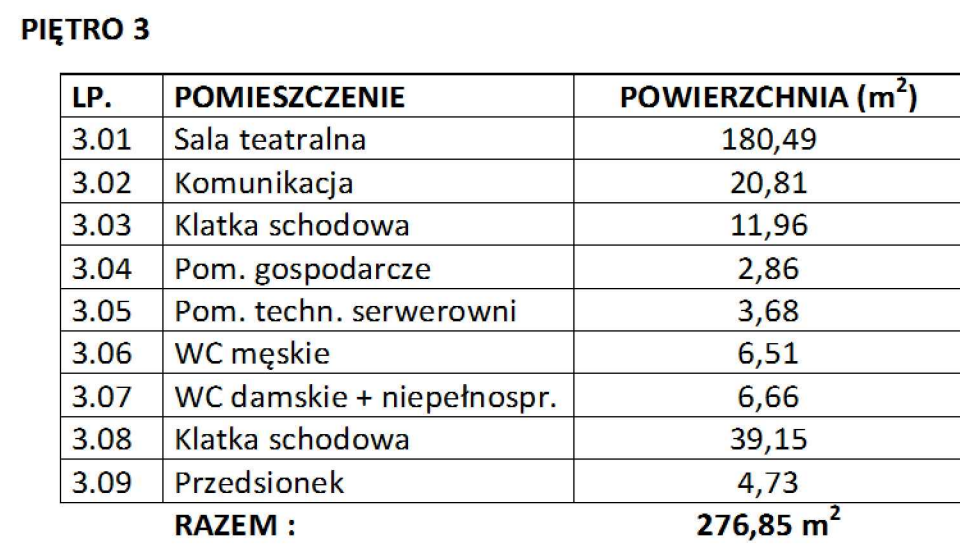 PIĘTRO 3
LP. POMIESZCZENIE POWIERZCHNIA (m²)
3.01 Sala teatralna 180,49
3.02 Komunikacja 20,81
3.03 Klatka schodowa 11,96
3.04 Pom. gospodarcze 2,86
3.05 Pom. techn. serwerowni 3,68
3.06 WC męskie 6,51
3.07 WC damskie + niepełnospr. 6,66
3.08 Klatka schodowa 39,15
3.09 Przedsionek 4,73
RAZEM : 276,85 m²